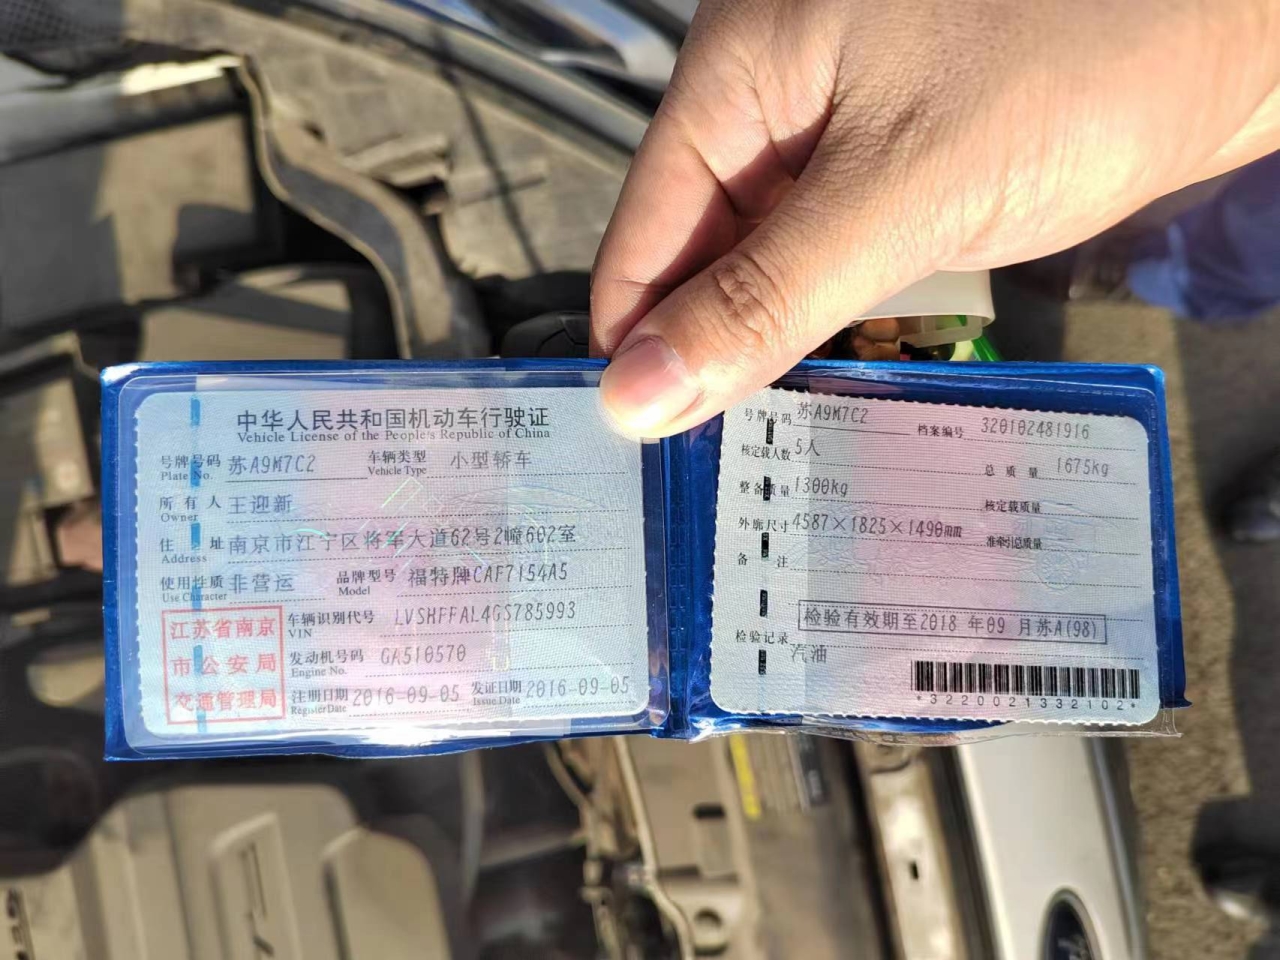 中华人民共和国机动车行驶证
Vehicle License of the People's Republic of China
号牌号码 苏A9M7C2 车辆类型 小型轿车
Plate No. Vehicle Type
所有人 王迎新
Owner
住址 南京市江宁区将军大道62号2幢602室
Address
使用性质 非营运 品牌型号 福特牌CAF7154A5
Use Character Model
江苏省南京
市公安局
交通管理局
车辆识别代号 LVSHFFAL4GS785993
VIN
发动机号码 GA510570
Engine No.
注册日期 2016-09-05 发证日期 2016-09-05
Register Date Issue Date
号牌号码 苏A9M7C2 档案编号 320102481916
核定载人数 5人 总质量 1675kg
整备质量 1300kg 核定载质量 --
外廓尺寸 4587×1825×1490mm 准牵引总质量
备注
检验有效期至2018 年09 月苏A(98)
检验记录
汽油
*3220021332102*